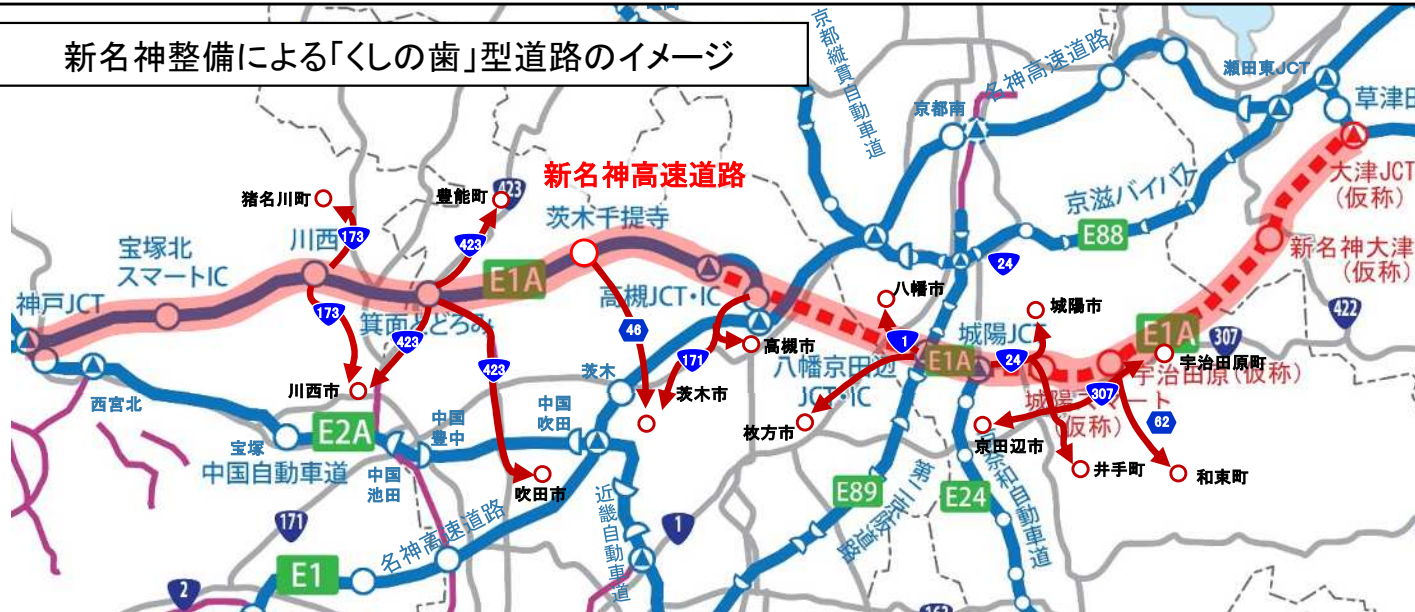 新名神整備による｢くしの歯｣型道路のイメージ
京都縦貫自動車道
名神高速道路
瀬田東JCT
京都南
草津田
新名神高速道路
大津JCT
(仮称)
猪名川町
豊能町
423
茨木千提寺
京滋バイパス
E88
173
川西
423
宝塚北
スマートIC
E1A
24
新名神大津
(仮称)
神戸JCT
高槻JCT・IC
八幡市
城陽市
422
173
箕面とどろみ
423
46
171
高槻市
1
城陽JCT
E1A
24
E1A
307
宇治田原町
八幡京田辺
JCT・IC
宇治田原(仮称)
川西市
423
茨木
茨木市
城陽スマート
(仮称)
307
西宮北
中国
豊中
中国
吹田
枚方市
京田辺市
62
宝塚
E2A
中国自動車道
中国
池田
吹田市
井手町
和束町
近畿自動車道
E89
第二京阪道路
E24
京奈和自動車道
171
名神高速道路
1
E1
2
163